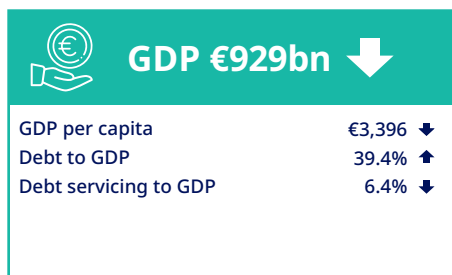 €
GDP €929bn
GDP per capita €3,396
Debt to GDP 39.4%
Debt servicing to GDP 6.4%